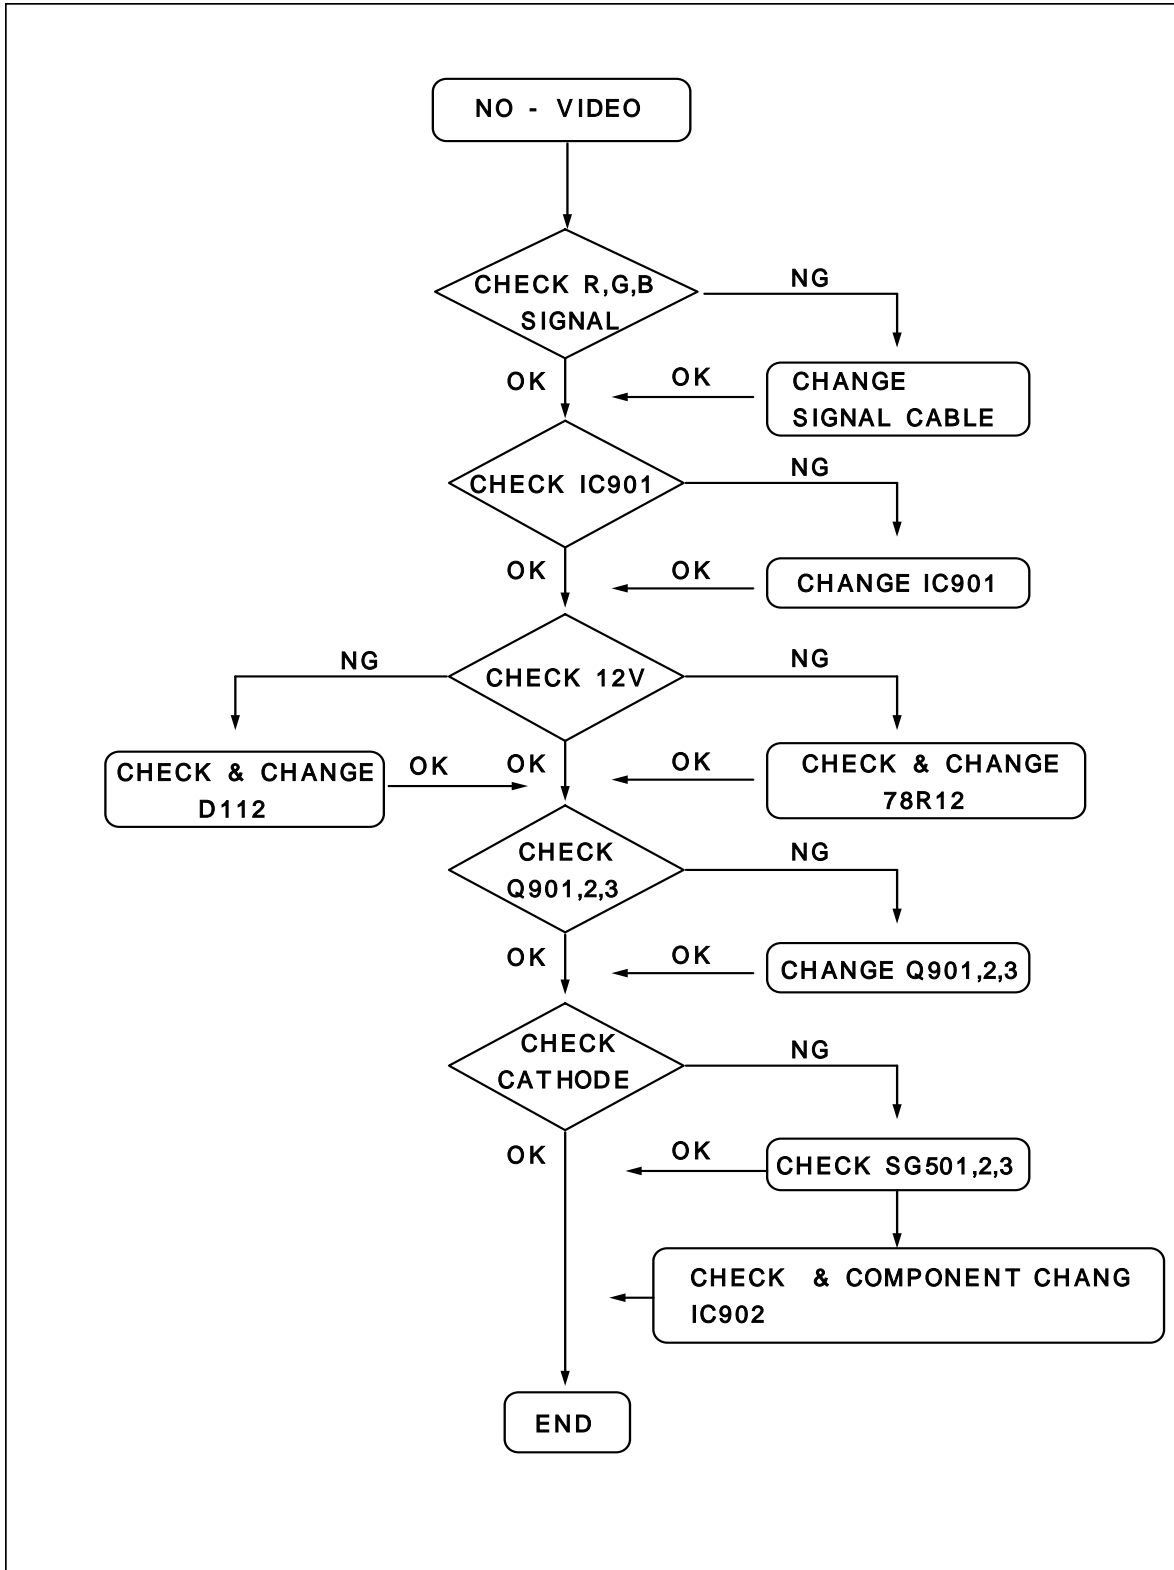 NO - VIDEO
CHECK R,G,B
SIGNAL
NG
OK
OK
CHANGE
SIGNAL CABLE
CHECK IC901
NG
OK
OK
CHANGE IC901
NG
CHECK 12V
NG
CHECK & CHANGE
D112
OK
OK
OK
CHECK & CHANGE
78R12
CHECK
Q901,2,3
NG
OK
OK
CHANGE Q901,2,3
CHECK
CATHODE
NG
OK
OK
CHECK SG501,2,3
CHECK & COMPONENT CHANG
IC902
END